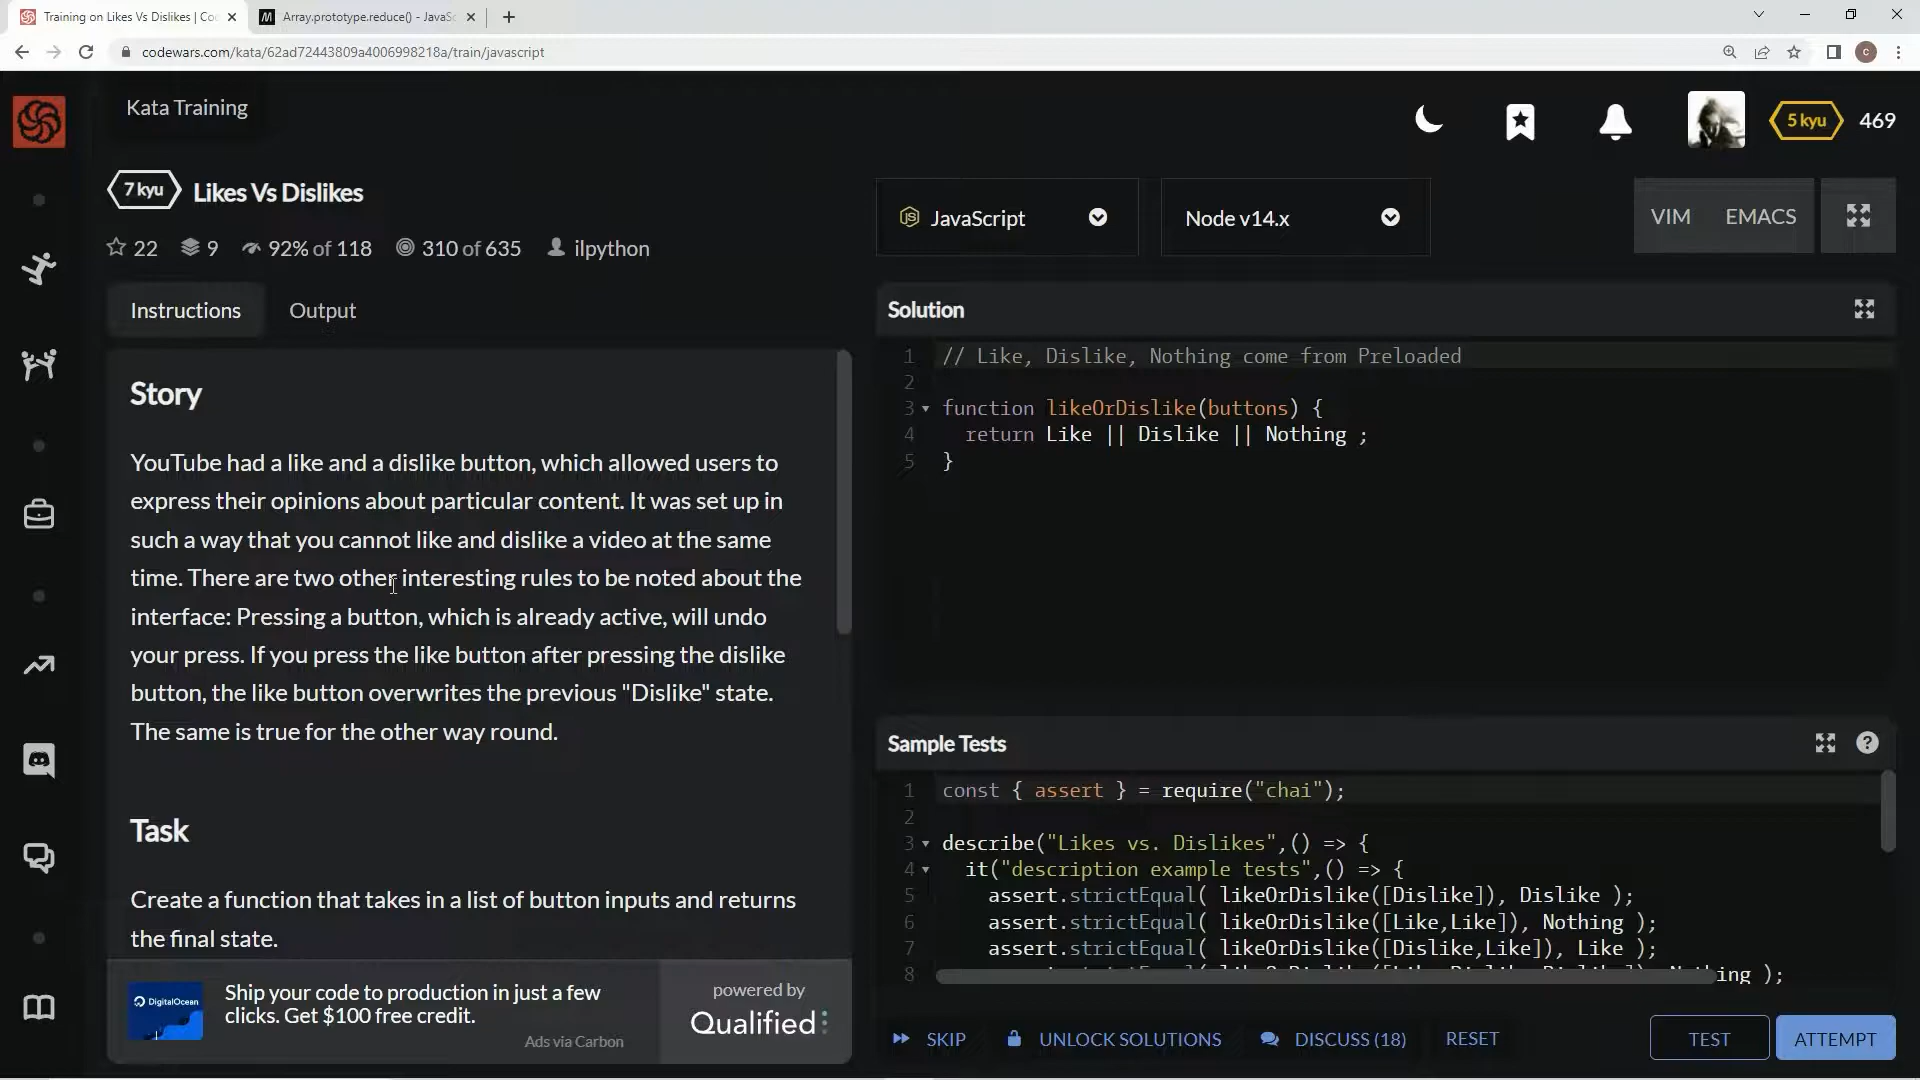 Training on Likes Vs Dislikes | Co
Array.prototype.reduce() - JavaSc
codewars.com/kata/62ad72443809a4006998218a/train/javascript
C
Kata Training
5 kyu
469
7 kyu
Likes Vs Dislikes
22
9
92% of 118
310 of 635
ilpython
JavaScript
Node v14.x
VIM
EMACS
Instructions
Output
Story
YouTube had a like and a dislike button, which allowed users to
express their opinions about particular content. It was set up in
such a way that you cannot like and dislike a video at the same
time. There are two other interesting rules to be noted about the
interface: Pressing a button, which is already active, will undo
your press. If you press the like button after pressing the dislike
button, the like button overwrites the previous "Dislike" state.
The same is true for the other way round.
Task
Create a function that takes in a list of button inputs and returns
the final state.
DigitalOcean
Ship your code to production in just a few
clicks. Get $100 free credit.
Ads via Carbon
powered by
Qualified
Solution
1 // Like, Dislike, Nothing come from Preloaded
2
3 function likeOrDislike(buttons) {
4 return Like || Dislike || Nothing ;
5 }
Sample Tests
1 const { assert } = require("chai");
2
3 describe("Likes vs. Dislikes",() => {
4 it("description example tests",() => {
5 assert.strictEqual( likeOrDislike([Dislike]), Dislike );
6 assert.strictEqual( likeOrDislike([Like,Like]), Nothing );
7 assert.strictEqual( likeOrDislike([Dislike,Like]), Like );
8
SKIP
UNLOCK SOLUTIONS
DISCUSS (18)
RESET
TEST
ATTEMPT